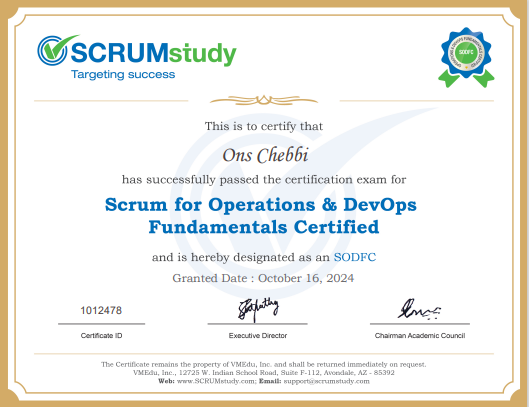 SCRUMstudy
Targeting success
SODFC
This is to certify that
Ons Chebbi
has successfully passed the certification exam for
Scrum for Operations & DevOps
Fundamentals Certified
and is hereby designated as an SODFC
Granted Date : October 16, 2024
1012478
Certificate ID
Executive Director
Chairman Academic Council
The Certificate remains the property of VMEdu, Inc. and shall be returned immediately on request.
VMEdu, Inc., 12725 W. Indian School Road, Suite F-112, Avondale, AZ - 85392
Web: www.SCRUMstudy.com; Email: support@scrumstudy.com